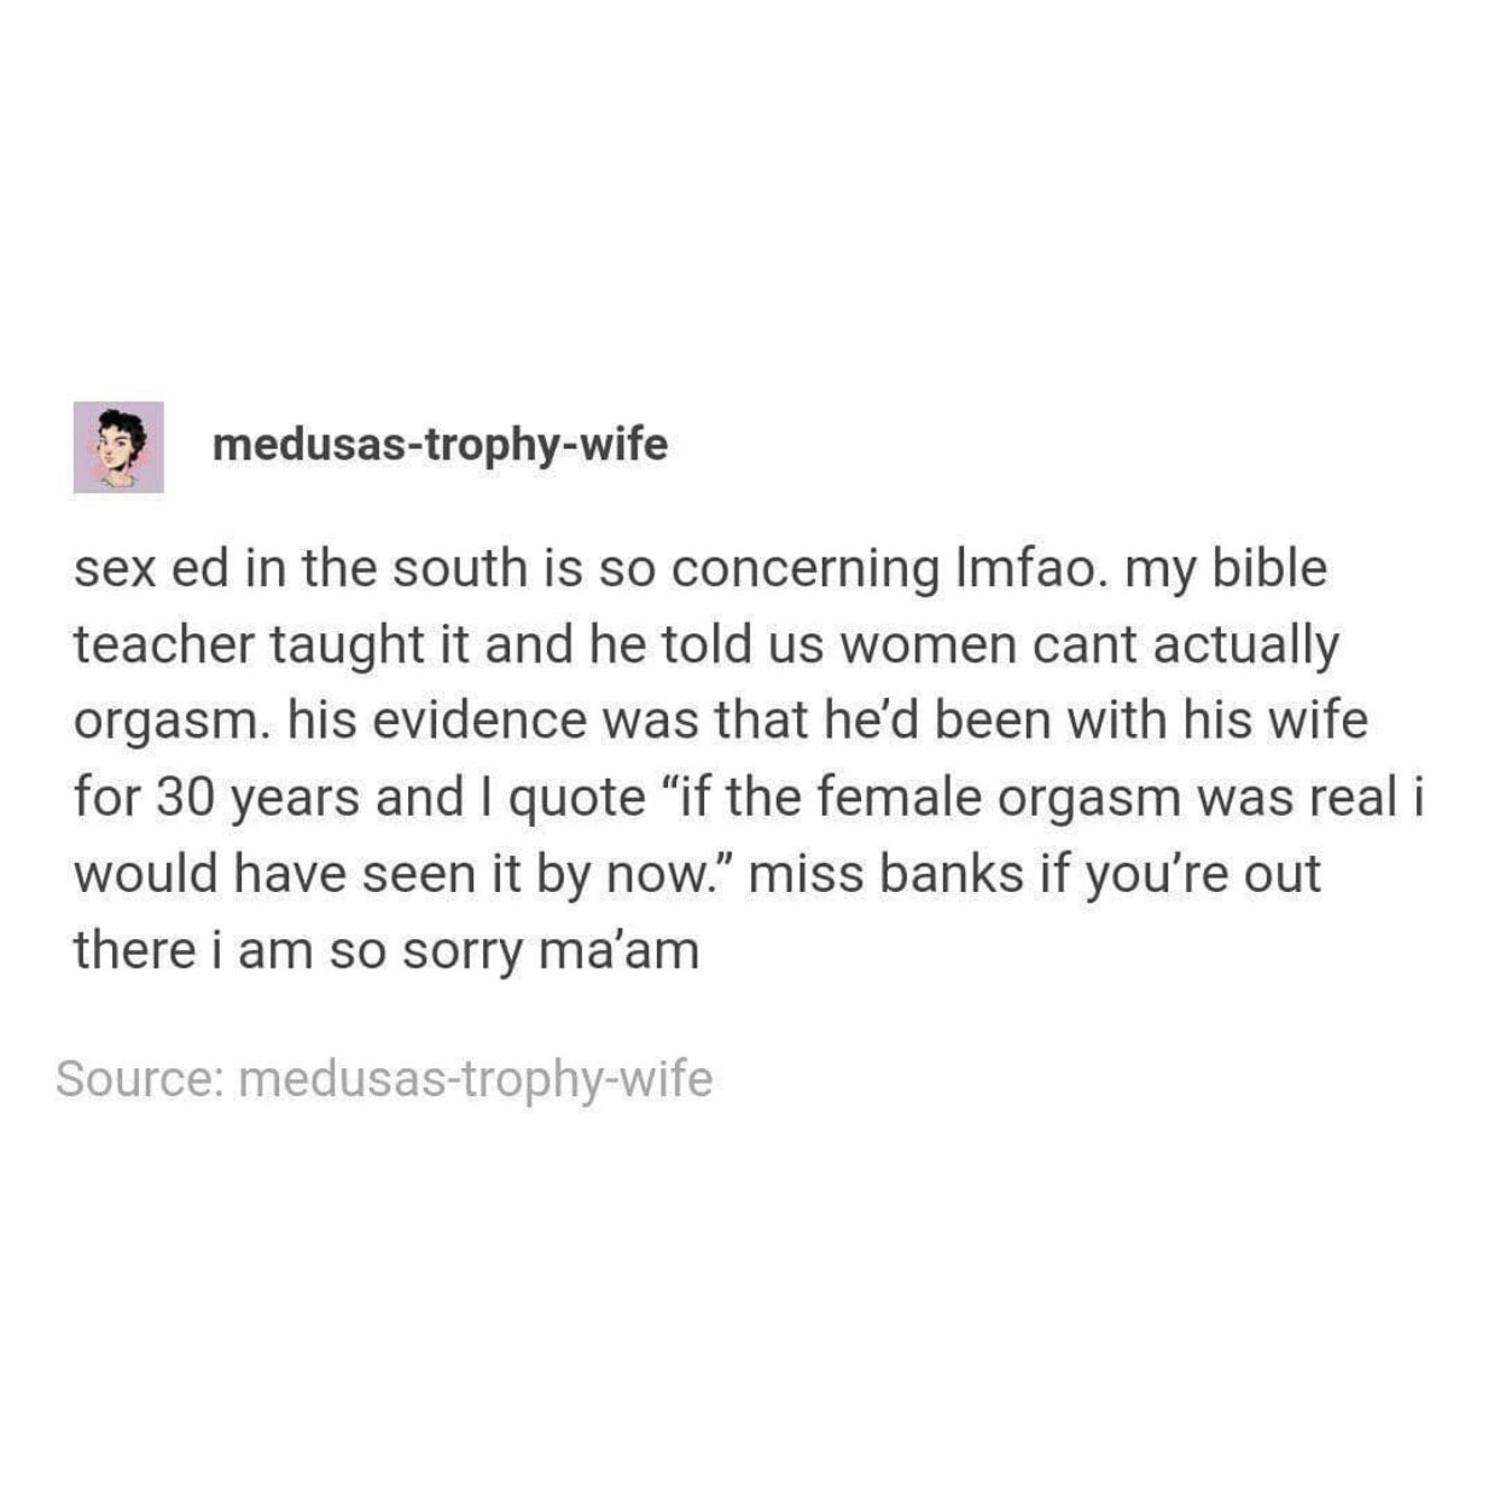 medusas-trophy-wife
sex ed in the south is so concerning lmfao. my bible
teacher taught it and he told us women cant actually
orgasm. his evidence was that he’d been with his wife
for 30 years and I quote “if the female orgasm was real i
would have seen it by now.” miss banks if you’re out
there i am so sorry ma’am
Source: medusas-trophy-wife